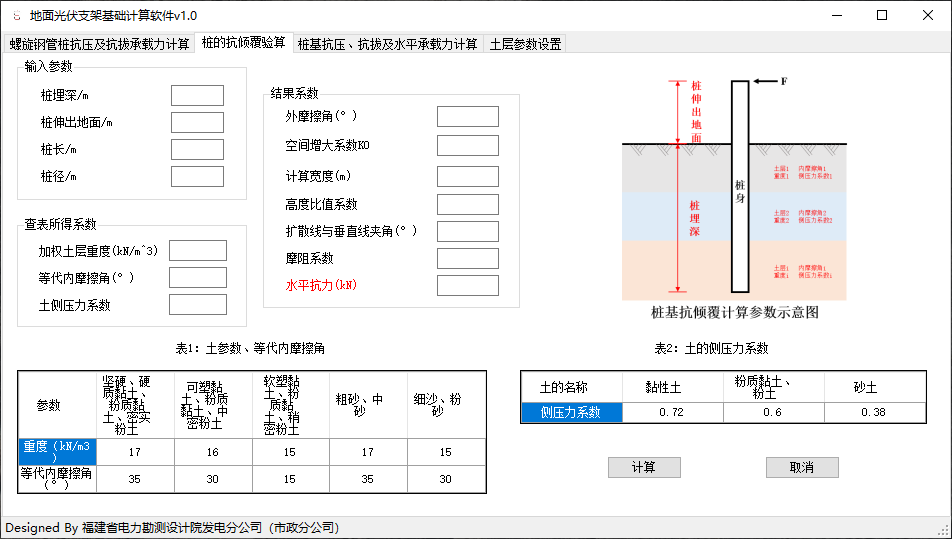 地面光伏支架基础计算软件v1.0
螺旋钢管桩抗压及抗拔承载力计算 桩的抗倾覆验算 桩基抗压、抗拔及水平承载力计算 土层参数设置
输入参数
桩埋深/m
桩伸出地面/m
桩长/m
桩径/m
查表所得系数
加权土层重度(kN/m^3)
等代内摩擦角(°)
土侧压力系数
结果系数
外摩擦角(°)
空间增大系数K0
计算宽度(m)
高度比值系数
扩散线与垂直线夹角(°)
摩阻系数
水平抗力(kN)
F
桩伸出地面
桩身
桩埋深
土层1 内摩擦角1
重度1 侧压力系数1
土层2 内摩擦角2
重度2 侧压力系数2
土层1 内摩擦角1
重度1 侧压力系数1
桩基抗倾覆计算参数示意图
表1：土参数、等代内摩擦角
参数
坚硬、硬
质黏土、
粉质黏
土、密实
粉土
可塑黏
土、粉质
黏土、中
密粉土
软塑黏
土、粉
质黏
土、稍
密粉土
粗砂、中
砂
细沙、粉
砂
重度（kN/m3
）
17 16 15 17 15
等代内摩擦角
（°）
35 30 15 35 30
表2：土的侧压力系数
土的名称 黏性土
粉质黏土、
粉土
砂土
侧压力系数 0.72 0.6 0.38
计算 取消
Designed By 福建省电力勘测设计院发电分公司（市政分公司）